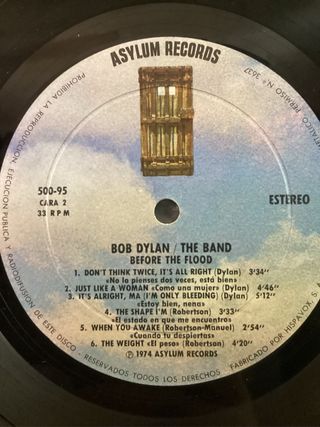 ASYLUM RECORDS
PROHIBIDA LA REPRODUCCION, EJECUCION PUBLICA Y RADIODIFUSION DE ESTE DISCO - RESERVADOS TODOS LOS DERECHOS - FABRICADO POR HISPAVOX, S.
PERMISO Nº 3637
500-95
CARA 2
33 RPM
ESTEREO
BOB DYLAN / THE BAND
BEFORE THE FLOOD
1. DON'T THINK TWICE, IT'S ALL RIGHT (Dylan) 3'34"
«No lo pienses dos veces, está bien»
2. JUST LIKE A WOMAN «Como una mujer» (Dylan) 4'46"
3. IT'S ALRIGHT, MA (I'M ONLY BLEEDING) (Dylan) 5'12"
«Estoy bien, nena»
4. THE SHAPE I'M (Robertson) 3'33"
«El estado en que me encuentro»
5. WHEN YOU AWAKE (Robertson-Manuel) 2'54"
«Cuando tu despiertas»
6. THE WEIGHT «El peso» (Robertson) 4'20"
℗ 1974 ASYLUM RECORDS